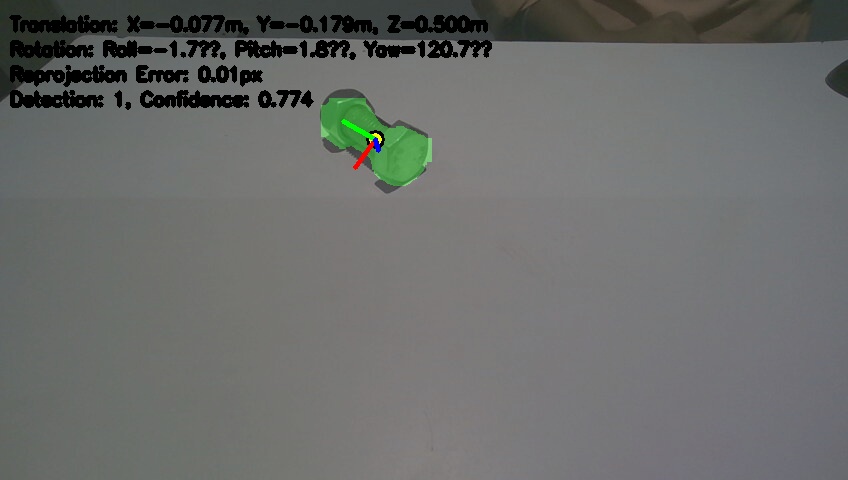 Translation: X=-0.077m, Y=-0.179m, Z=0.500m
Rotation: Roll=-1.7??, Pitch=1.8??, Yaw=120.7??
Reprojection Error: 0.01px
Detection: 1, Confidence: 0.774